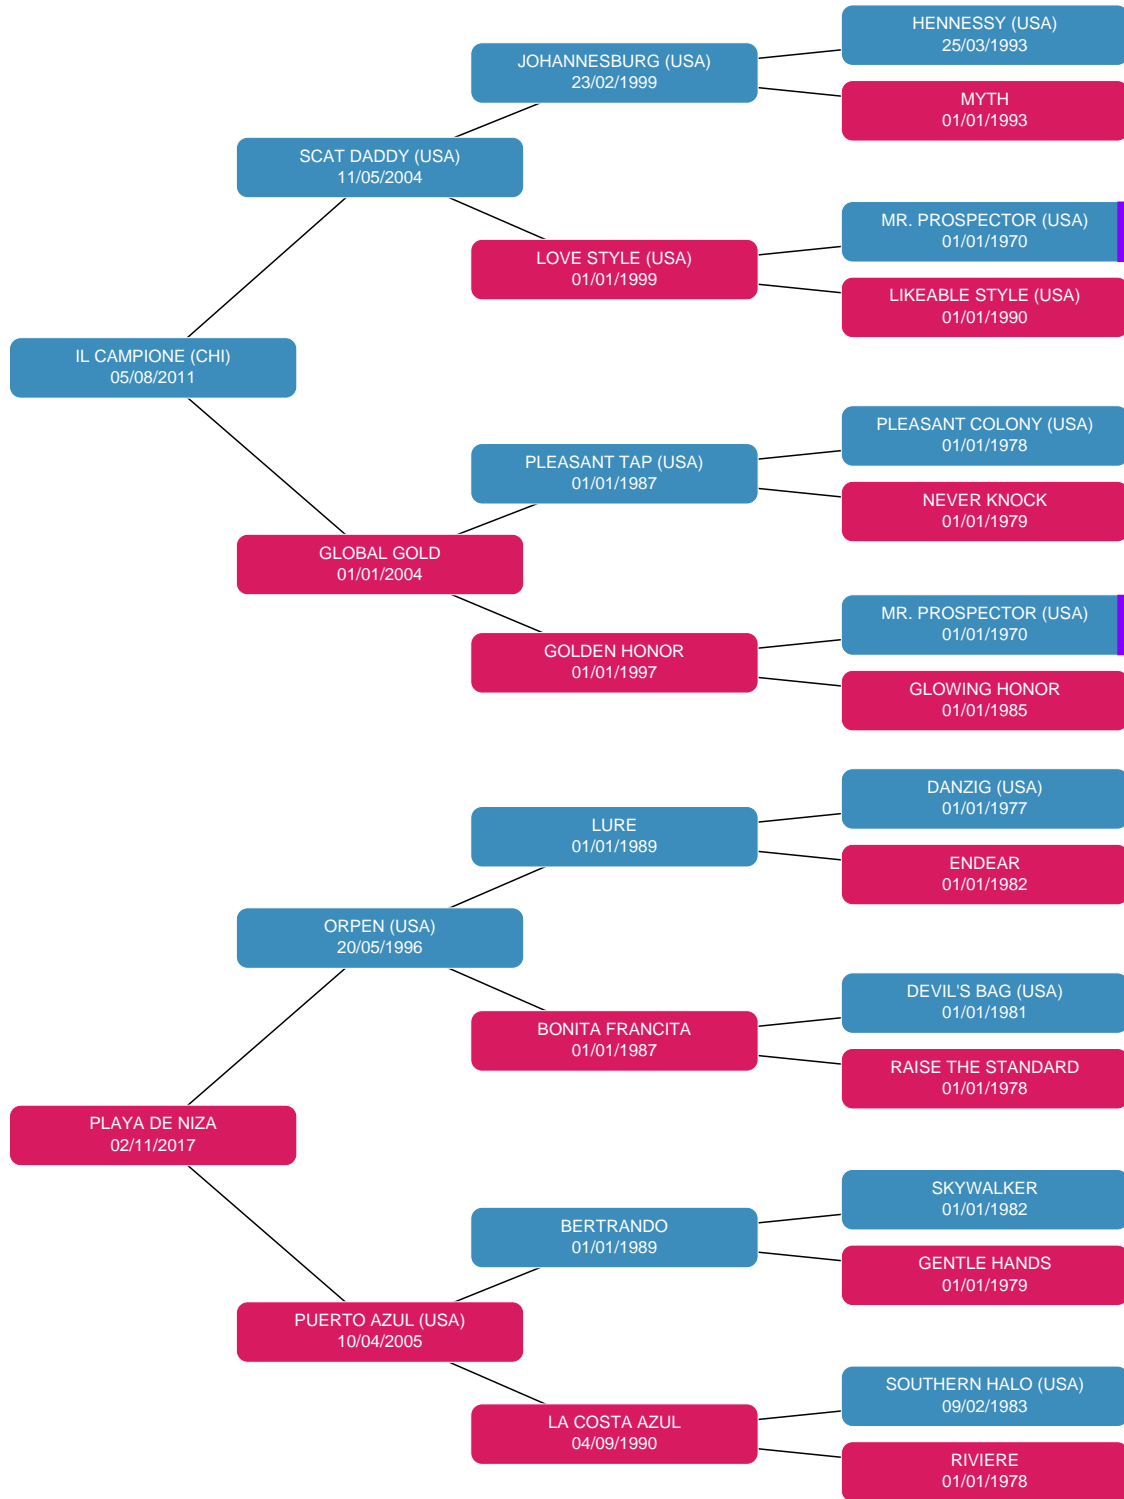 HENNESSY (USA)
25/03/1993
JOHANNESBURG (USA)
23/02/1999
MYTH
01/01/1993
SCAT DADDY (USA)
11/05/2004
MR. PROSPECTOR (USA)
01/01/1970
LOVE STYLE (USA)
01/01/1999
LIKEABLE STYLE (USA)
01/01/1990
IL CAMPIONE (CHI)
05/08/2011
PLEASANT COLONY (USA)
01/01/1978
PLEASANT TAP (USA)
01/01/1987
NEVER KNOCK
01/01/1979
GLOBAL GOLD
01/01/2004
MR. PROSPECTOR (USA)
01/01/1970
GOLDEN HONOR
01/01/1997
GLOWING HONOR
01/01/1985
DANZIG (USA)
01/01/1977
LURE
01/01/1989
ENDEAR
01/01/1982
ORPEN (USA)
20/05/1996
DEVIL'S BAG (USA)
01/01/1981
BONITA FRANCITA
01/01/1987
RAISE THE STANDARD
01/01/1978
PLAYA DE NIZA
02/11/2017
SKYWALKER
01/01/1982
BERTRANDO
01/01/1989
GENTLE HANDS
01/01/1979
PUERTO AZUL (USA)
10/04/2005
SOUTHERN HALO (USA)
09/02/1983
LA COSTA AZUL
04/09/1990
RIVIERE
01/01/1978